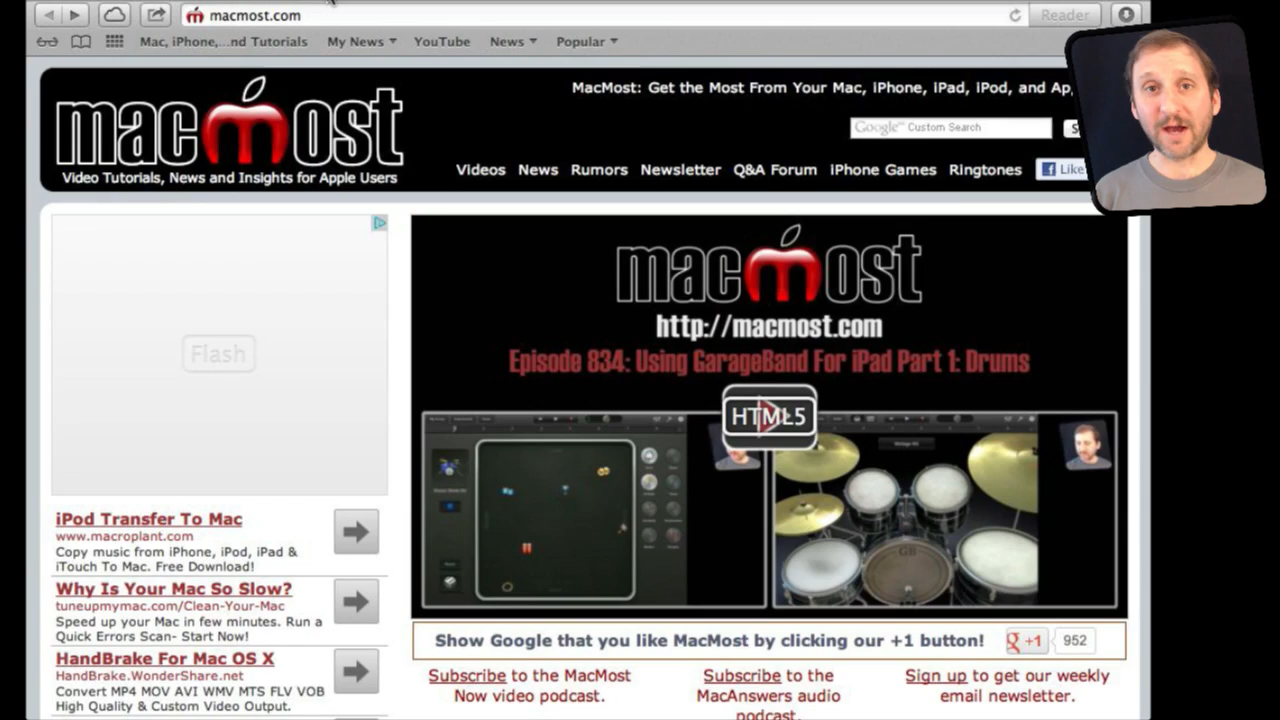 macmost.com
Reader
Mac, iPhone,...nd Tutorials
My News
YouTube
News
Popular
MacMost: Get the Most From Your Mac, iPhone, iPad, iPod, and Ap
macmost
Video Tutorials, News and Insights for Apple Users
Google™ Custom Search
S
Videos
News
Rumors
Newsletter
Q&A Forum
iPhone Games
Ringtones
Like
Flash
macmost
http://macmost.com
Episode 834: Using GarageBand For iPad Part 1: Drums
HTML5
iPod Transfer To Mac
www.macroplant.com
Copy music from iPhone, iPod, iPad &
iTouch To Mac. Free Download!
Why Is Your Mac So Slow?
tuneupmymac.com/Clean-Your-Mac
Speed up your Mac in few minutes. Run a
Quick Errors Scan- Start Now!
HandBrake For Mac OS X
HandBrake.WonderShare.net
Convert MP4 MOV AVI WMV MTS FLV VOB
High Quality & Custom Video Output.
Show Google that you like MacMost by clicking our +1 button!
g +1
952
Subscribe to the MacMost
Now video podcast.
Subscribe to the
MacAnswers audio
podcast.
Sign up to get our weekly
email newsletter.